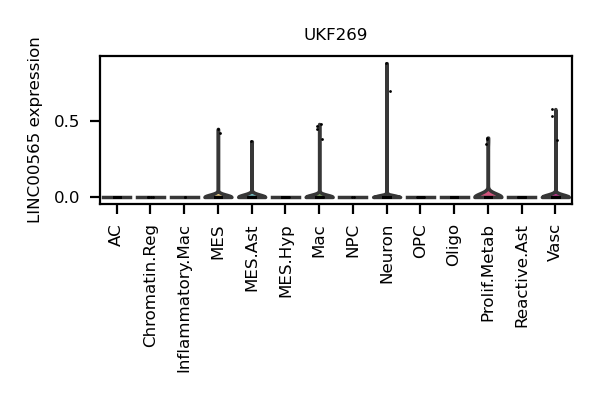 UKF269
LINC00565 expression
0.5
0.0
AC
Chromatin.Reg
Inflammatory.Mac
MES
MES.Ast
MES.Hyp
Mac
NPC
Neuron
OPC
Oligo
Prolif.Metab
Reactive.Ast
Vasc